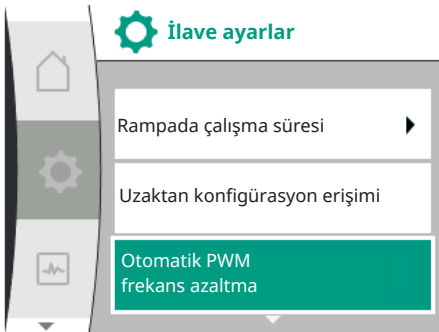 İlave ayarlar
Rampada çalışma süresi
Uzaktan konfigürasyon erişimi
Otomatik PWM
frekans azaltma